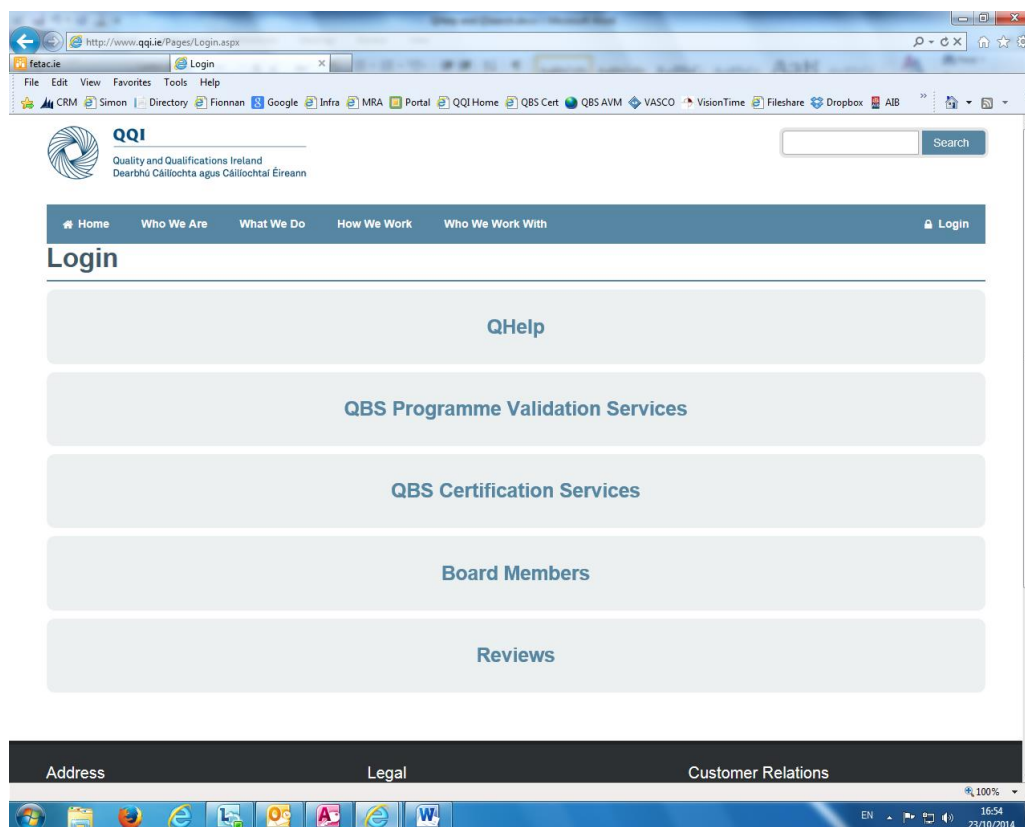 http://www.qqi.ie/Pages/Login.aspx
fetac.ie
Login
File Edit View Favorites Tools Help
CRM Simon Directory Fionnan Google Infra MRA Portal QQI Home QBS Cert QBS AVM VASCO VisionTime Fileshare Dropbox AIB
QQI
Quality and Qualifications Ireland
Dearbhú Cáilíochta agus Cáilíochtaí Éireann
Search
Home Who We Are What We Do How We Work Who We Work With Login
Login
QHelp
QBS Programme Validation Services
QBS Certification Services
Board Members
Reviews
Address Legal Customer Relations
100%
EN 16:54
23/10/2014